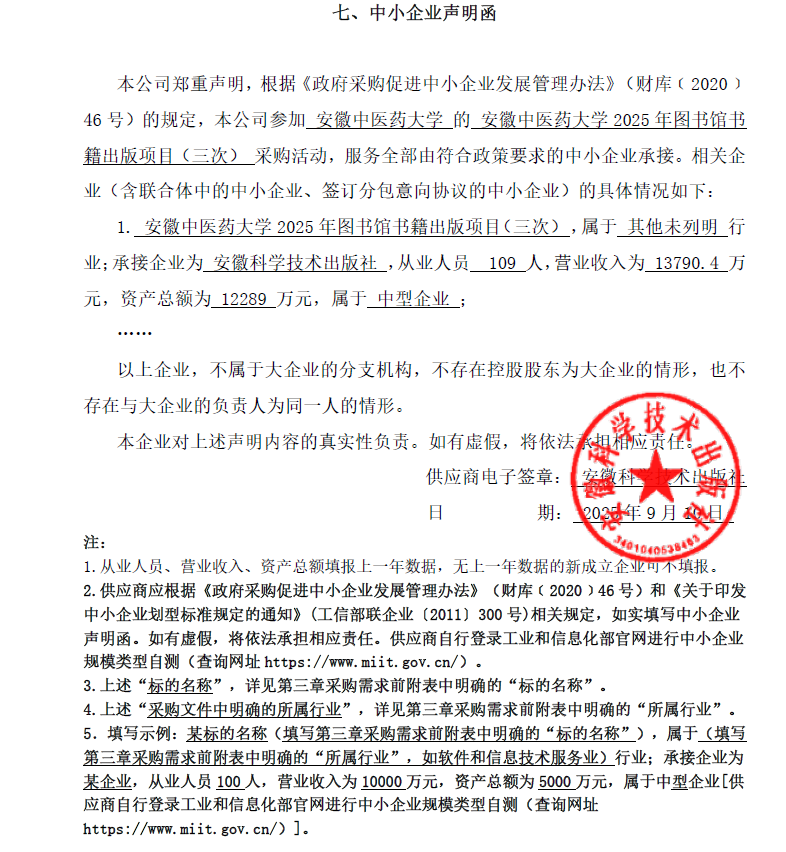 七、中小企业声明函
本公司郑重声明，根据《政府采购促进中小企业发展管理办法》（财库﹝2020﹞
46号）的规定，本公司参加 安徽中医药大学 的 安徽中医药大学2025年图书馆书
籍出版项目（三次） 采购活动，服务全部由符合政策要求的中小企业承接。相关企
业（含联合体中的中小企业、签订分包意向协议的中小企业）的具体情况如下：
1. 安徽中医药大学2025年图书馆书籍出版项目（三次），属于 其他未列明 行
业；承接企业为 安徽科学技术出版社 ，从业人员 109 人，营业收入为 13790.4 万
元，资产总额为 12289 万元，属于 中型企业 ；
……
以上企业，不属于大企业的分支机构，不存在控股股东为大企业的情形，也不
存在与大企业的负责人为同一人的情形。
本企业对上述声明内容的真实性负责。如有虚假，将依法承担相应责任。
供应商电子签章： 安徽科学技术出版社
日 期： 2025年9月10日
安徽科学技术出版社
3401040538463
注：
1.从业人员、营业收入、资产总额填报上一年数据，无上一年数据的新成立企业可不填报。
2.供应商应根据《政府采购促进中小企业发展管理办法》（财库﹝2020﹞46号）和《关于印发
中小企业划型标准规定的通知》(工信部联企业〔2011〕300号)相关规定，如实填写中小企业
声明函。如有虚假，将依法承担相应责任。供应商自行登录工业和信息化部官网进行中小企业
规模类型自测（查询网址https://www.miit.gov.cn/）。
3.上述“标的名称”，详见第三章采购需求前附表中明确的“标的名称”。
4.上述“采购文件中明确的所属行业”，详见第三章采购需求前附表中明确的“所属行业”。
5．填写示例：某标的名称（填写第三章采购需求前附表中明确的“标的名称”），属于（填写
第三章采购需求前附表中明确的“所属行业”，如软件和信息技术服务业）行业；承接企业为
某企业，从业人员100人，营业收入为10000万元，资产总额为5000万元，属于中型企业[供
应商自行登录工业和信息化部官网进行中小企业规模类型自测（查询网址
https://www.miit.gov.cn/）]。